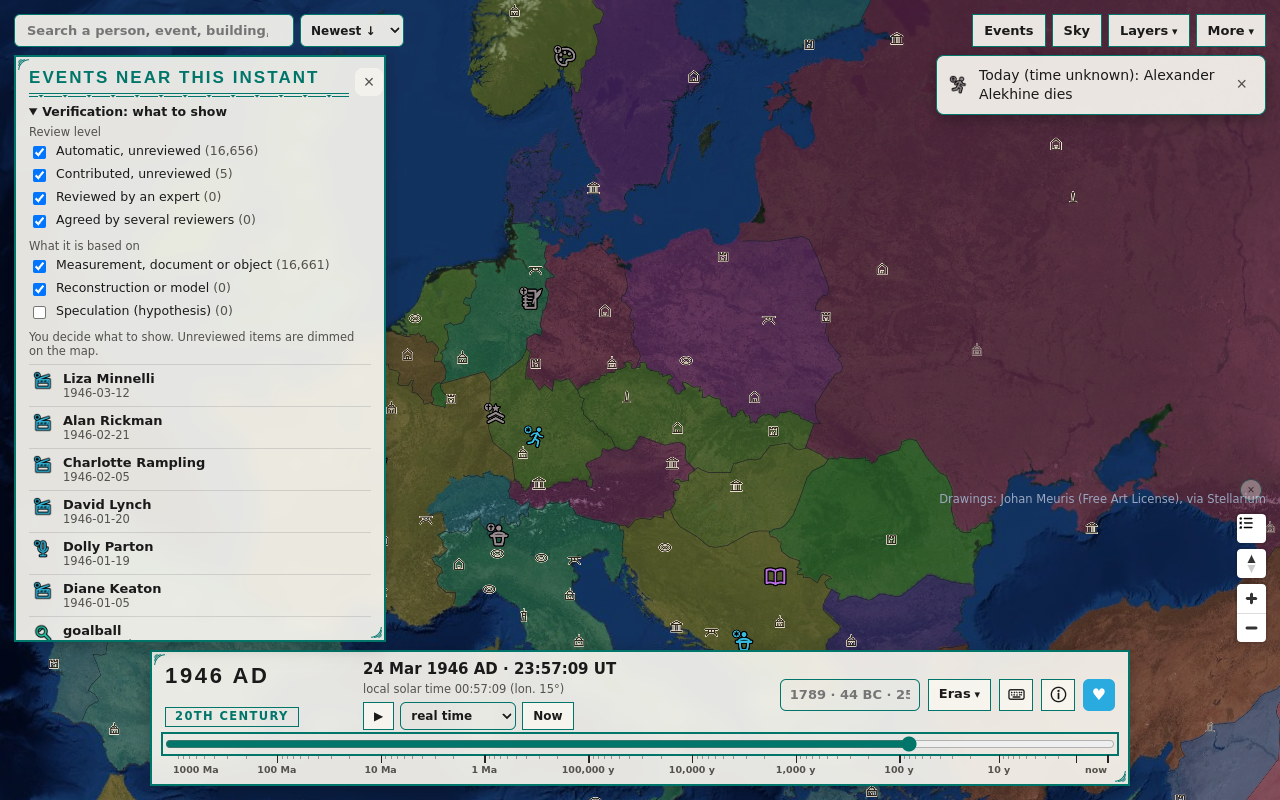 Search a person, event, building,
Newest ↓
Events
Sky
Layers ▾
More ▾
EVENTS NEAR THIS INSTANT
×
▼ Verification: what to show
Review level
Automatic, unreviewed (16,656)
Contributed, unreviewed (5)
Reviewed by an expert (0)
Agreed by several reviewers (0)
What it is based on
Measurement, document or object (16,661)
Reconstruction or model (0)
Speculation (hypothesis) (0)
You decide what to show. Unreviewed items are dimmed
on the map.
Liza Minnelli
1946-03-12
Alan Rickman
1946-02-21
Charlotte Rampling
1946-02-05
David Lynch
1946-01-20
Dolly Parton
1946-01-19
Diane Keaton
1946-01-05
goalball
Today (time unknown): Alexander
Alekhine dies
×
Drawings: Johan Meuris (Free Art License), via Stellarium
×
+
−
1946 AD
20TH CENTURY
24 Mar 1946 AD · 23:57:09 UT
local solar time 00:57:09 (lon. 15°)
▶
real time
Now
1789 · 44 BC · 25
Eras ▾
1000 Ma
100 Ma
10 Ma
1 Ma
100,000 y
10,000 y
1,000 y
100 y
10 y
now